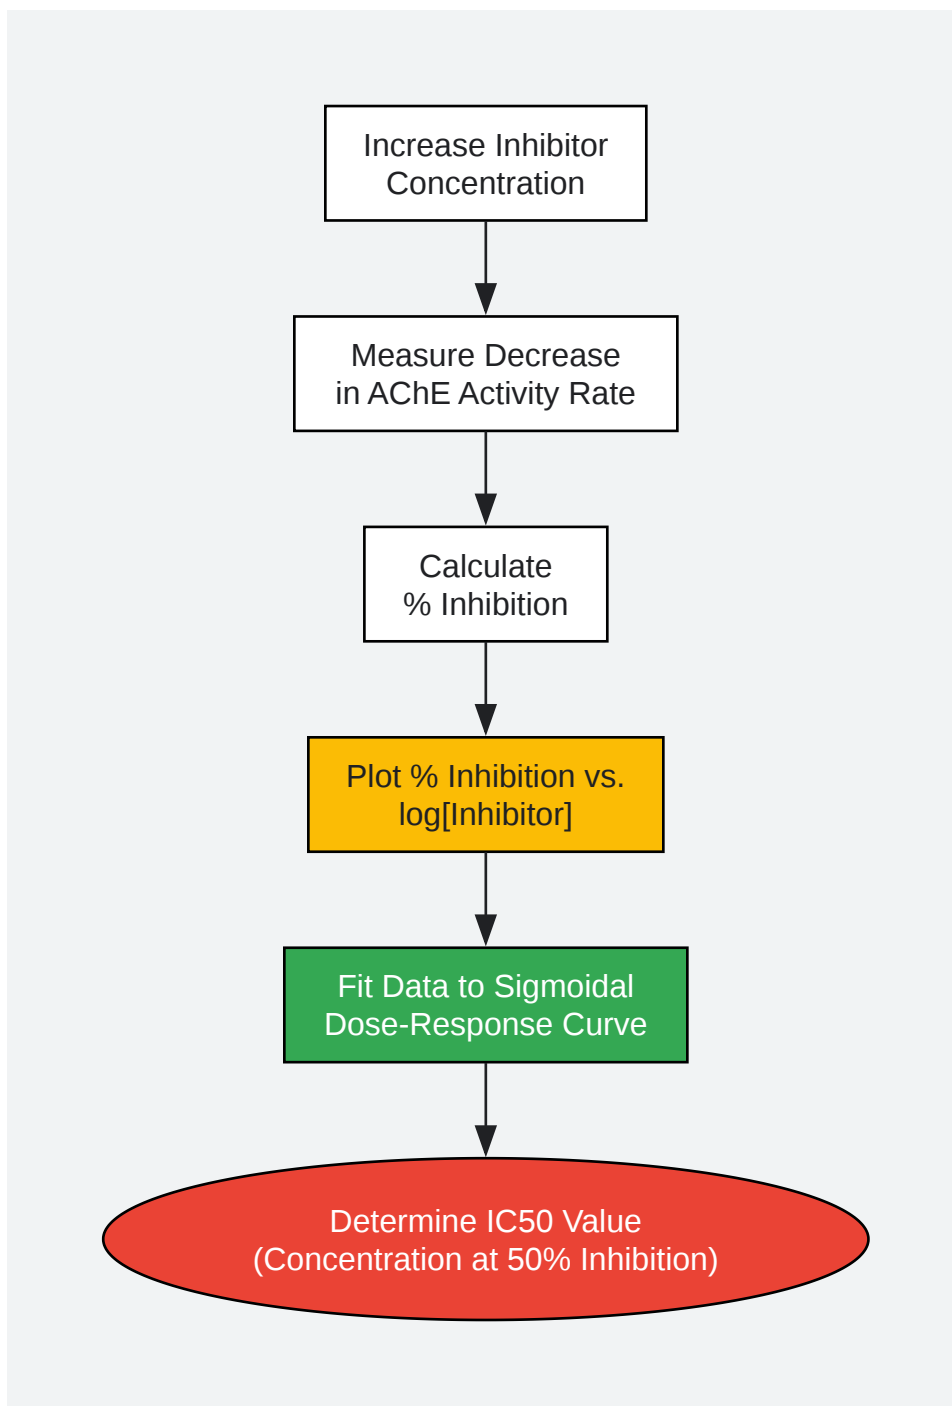 Increase Inhibitor
Concentration
Measure Decrease
in AChE Activity Rate
Calculate
% Inhibition
Plot % Inhibition vs.
log[Inhibitor]
Fit Data to Sigmoidal
Dose-Response Curve
Determine IC50 Value
(Concentration at 50% Inhibition)